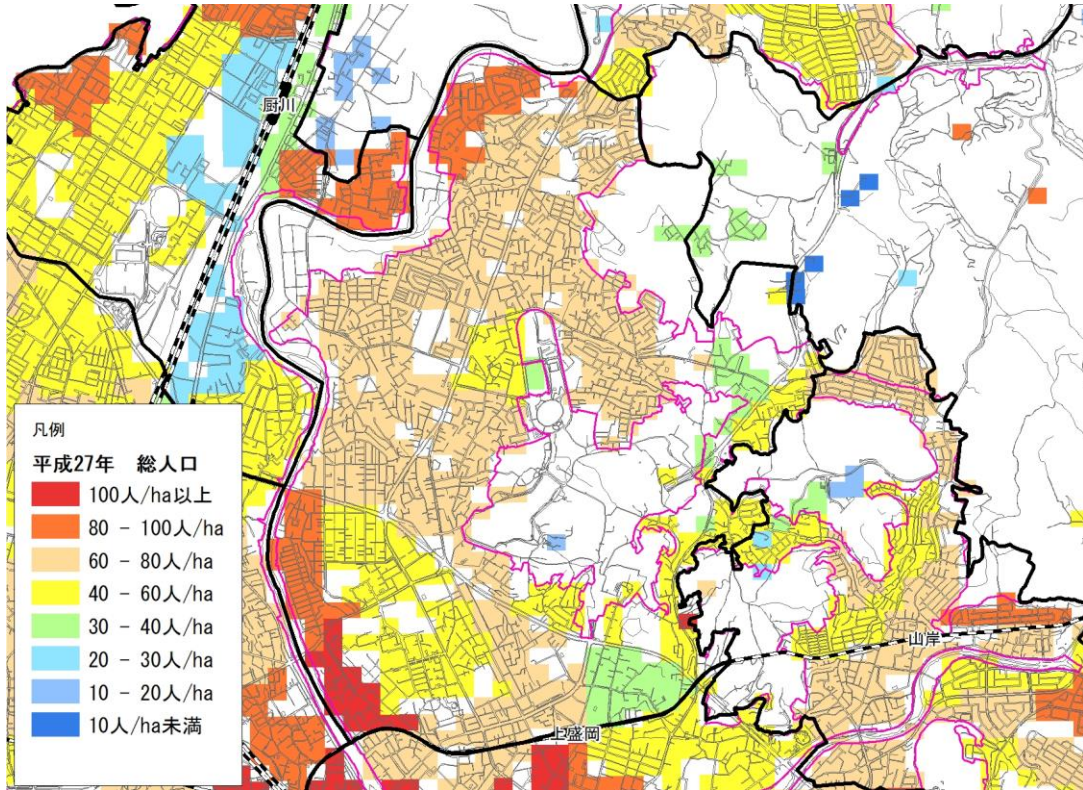 厨川
凡例
平成27年 総人口
100人/ha以上
80 - 100人/ha
60 - 80人/ha
40 - 60人/ha
30 - 40人/ha
20 - 30人/ha
10 - 20人/ha
10人/ha未満
山岸
上盛岡